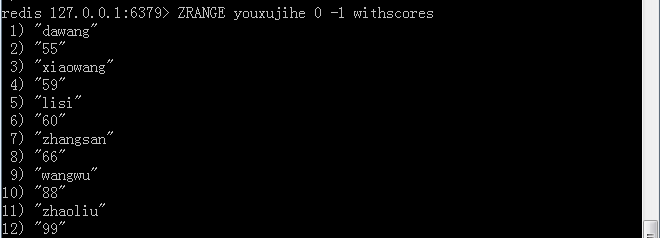 redis 127.0.0.1:6379> ZRANGE youxujihe 0 -1 withscores
1) "dawang"
2) "55"
3) "xiaowang"
4) "59"
5) "lisi"
6) "60"
7) "zhangsan"
8) "66"
9) "wangwu"
10) "88"
11) "zhaoliu"
12) "99"